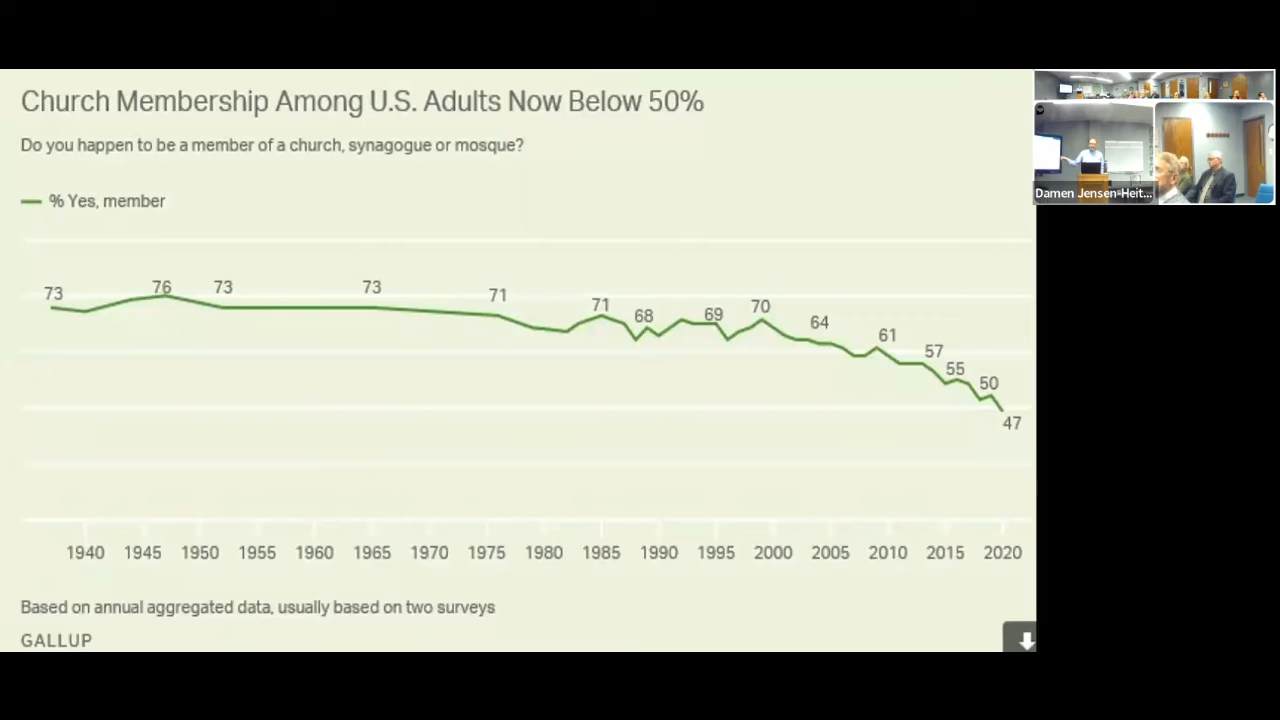 Church Membership Among U.S. Adults Now Below 50%
Do you happen to be a member of a church, synagogue or mosque?
% Yes, member
73
76
73
73
71
71
68
69
70
64
61
57
55
50
47
1940 1945 1950 1955 1960 1965 1970 1975 1980 1985 1990 1995 2000 2005 2010 2015 2020
Based on annual aggregated data, usually based on two surveys
GALLUP
Damen Jensen-Heit...